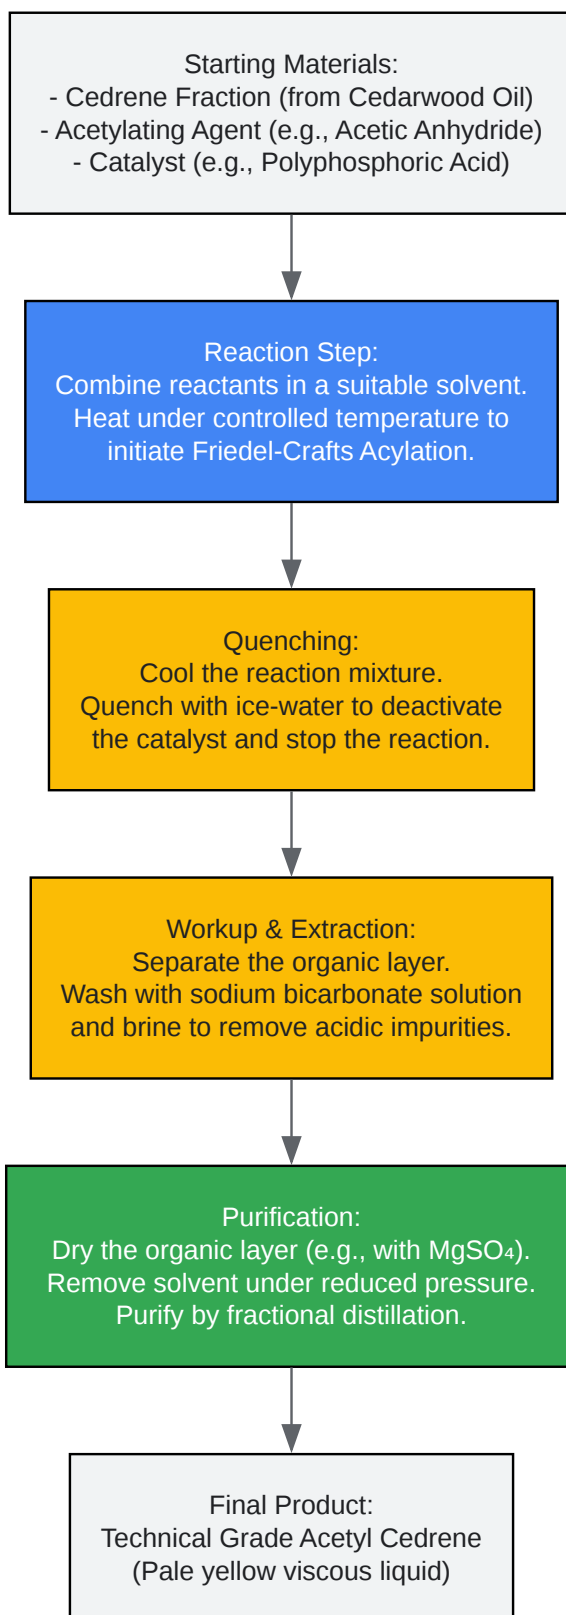 Starting Materials:
- Cedrene Fraction (from Cedarwood Oil)
- Acetylating Agent (e.g., Acetic Anhydride)
- Catalyst (e.g., Polyphosphoric Acid)
Reaction Step:
Combine reactants in a suitable solvent.
Heat under controlled temperature to
initiate Friedel-Crafts Acylation.
Quenching:
Cool the reaction mixture.
Quench with ice-water to deactivate
the catalyst and stop the reaction.
Workup & Extraction:
Separate the organic layer.
Wash with sodium bicarbonate solution
and brine to remove acidic impurities.
Purification:
Dry the organic layer (e.g., with MgSO₄).
Remove solvent under reduced pressure.
Purify by fractional distillation.
Final Product:
Technical Grade Acetyl Cedrene
(Pale yellow viscous liquid)